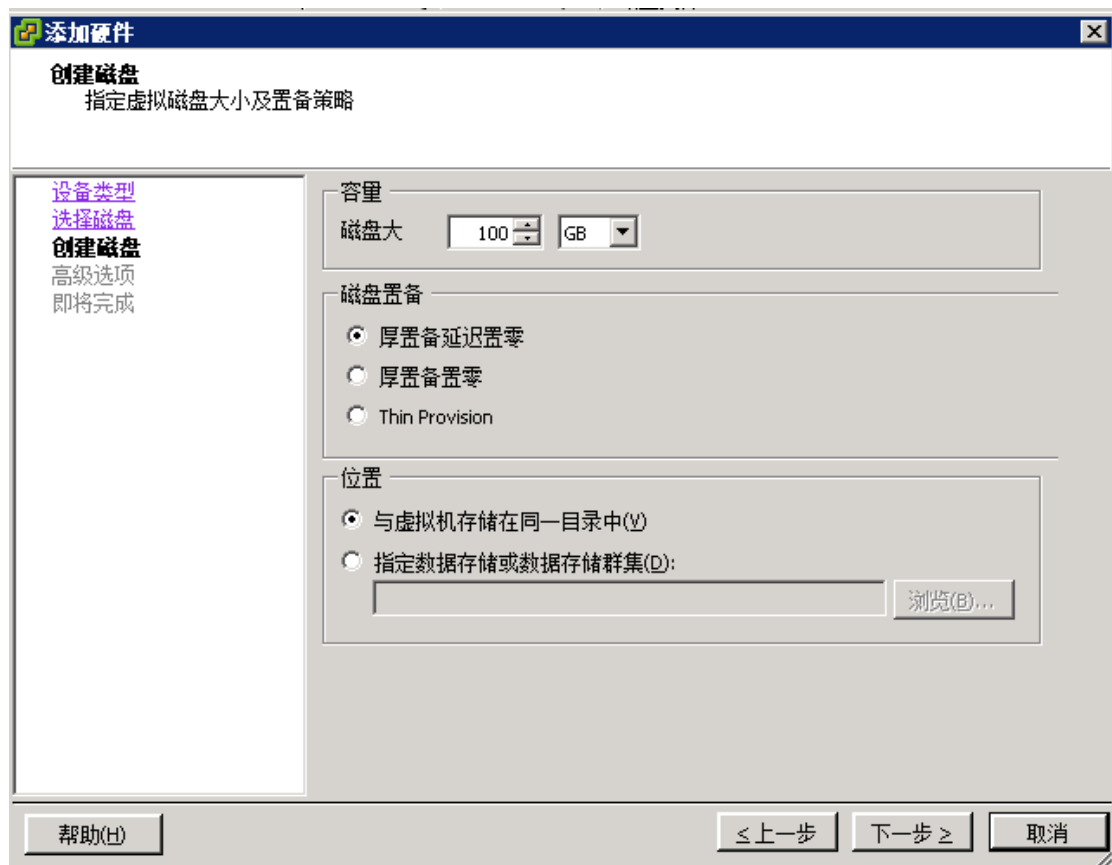 添加硬件
创建磁盘
指定虚拟磁盘大小及置备策略
设备类型
选择磁盘
创建磁盘
高级选项
即将完成
容量
磁盘大 100 GB
磁盘置备
厚置备延迟置零
厚置备置零
Thin Provision
位置
与虚拟机存储在同一目录中(V)
指定数据存储或数据存储群集(D):
浏览(B)...
帮助(H) ≤上一步 下一步≥ 取消